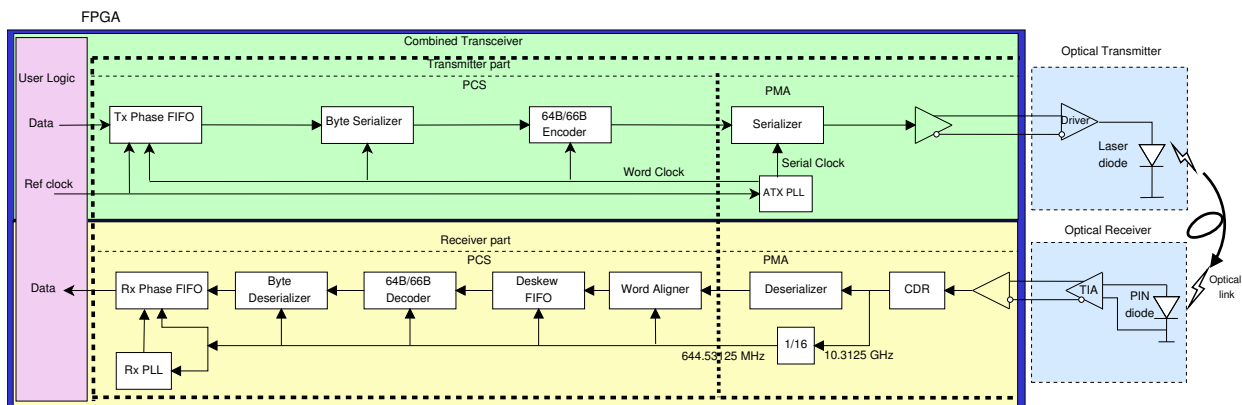 FPGA
Combined Transceiver
Optical Transmitter
Transmitter part
User Logic
PCS
PMA
Data
Tx Phase FIFO
Byte Serializer
64B/66B
Encoder
Serializer
Driver
Laser
diode
Serial Clock
Word Clock
Ref clock
ATX PLL
Receiver part
Optical Receiver
PCS
PMA
Data
Rx Phase FIFO
Byte
Deserializer
64B/66B
Decoder
Deskew
FIFO
Word Aligner
Deserializer
CDR
TIA
PIN
diode
Optical
link
1/16
644.53125 MHz
10.3125 GHz
Rx PLL